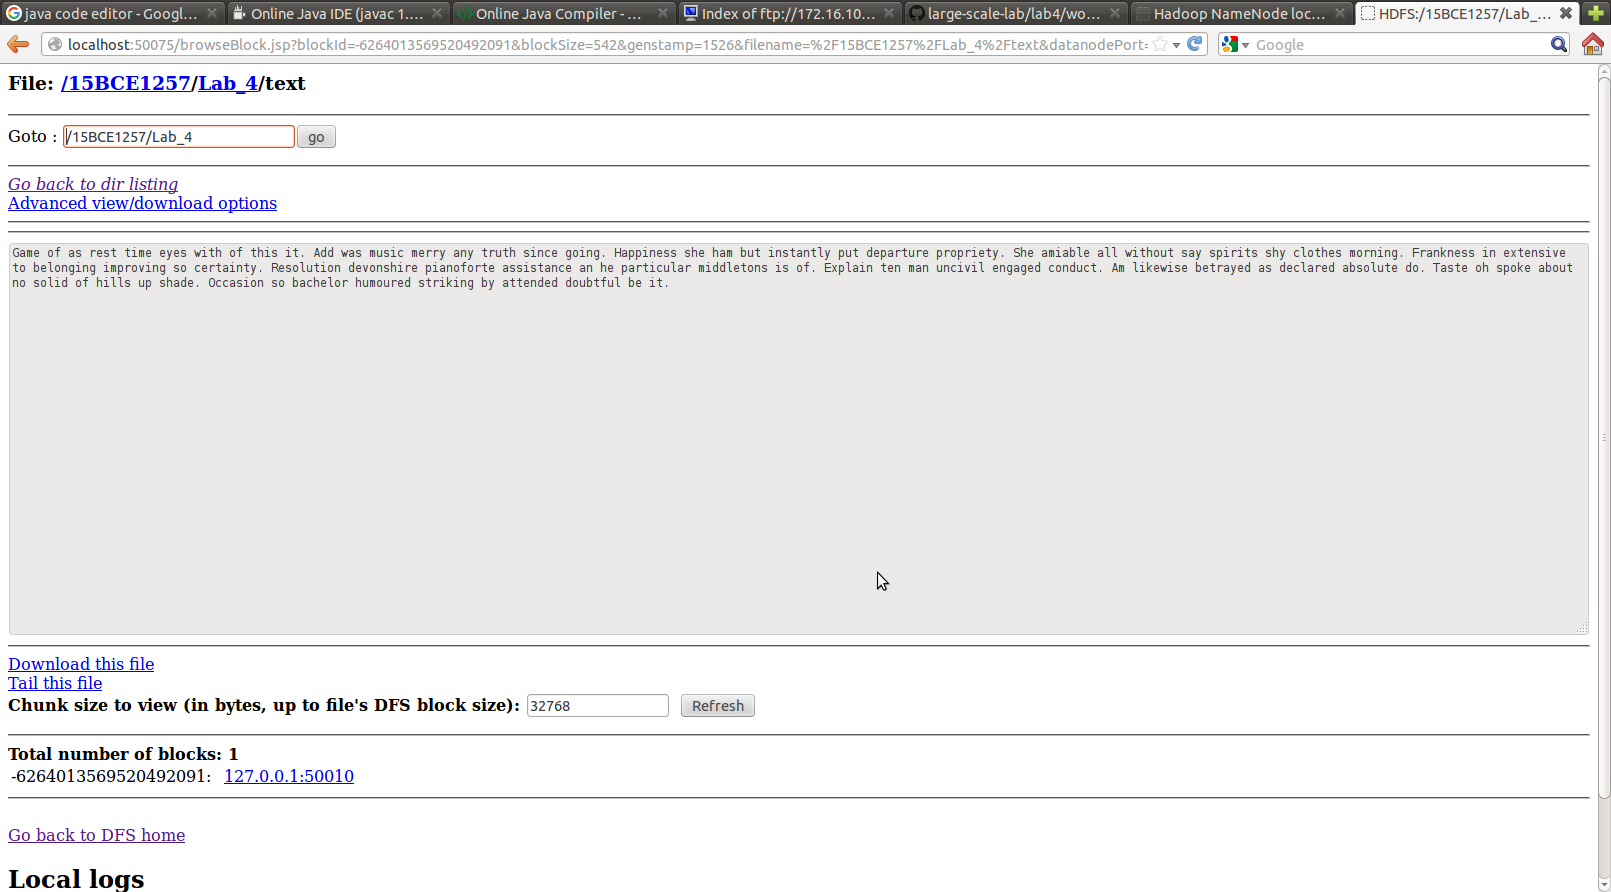 java code editor - Googl...
Online Java IDE (javac 1....
Online Java Compiler - ...
Index of ftp://172.16.10...
large-scale-lab/lab4/wo...
Hadoop NameNode loc...
HDFS:/15BCE1257/Lab_...
localhost:50075/browseBlock.jsp?blockId=-6264013569520492091&blockSize=542&genstamp=1526&filename=%2F15BCE1257%2FLab_4%2Ftext&datanodePort=
Google
File: /15BCE1257/Lab_4/text
Goto : /15BCE1257/Lab_4 go
Go back to dir listing
Advanced view/download options
Game of as rest time eyes with of this it. Add was music merry any truth since going. Happiness she ham but instantly put departure propriety. She amiable all without say spirits shy clothes morning. Frankness in extensive
to belonging improving so certainty. Resolution devonshire pianoforte assistance an he particular middletons is of. Explain ten man uncivil engaged conduct. Am likewise betrayed as declared absolute do. Taste oh spoke about
no solid of hills up shade. Occasion so bachelor humoured striking by attended doubtful be it.
Download this file
Tail this file
Chunk size to view (in bytes, up to file's DFS block size): 32768 Refresh
Total number of blocks: 1
-6264013569520492091: 127.0.0.1:50010
Go back to DFS home
Local logs